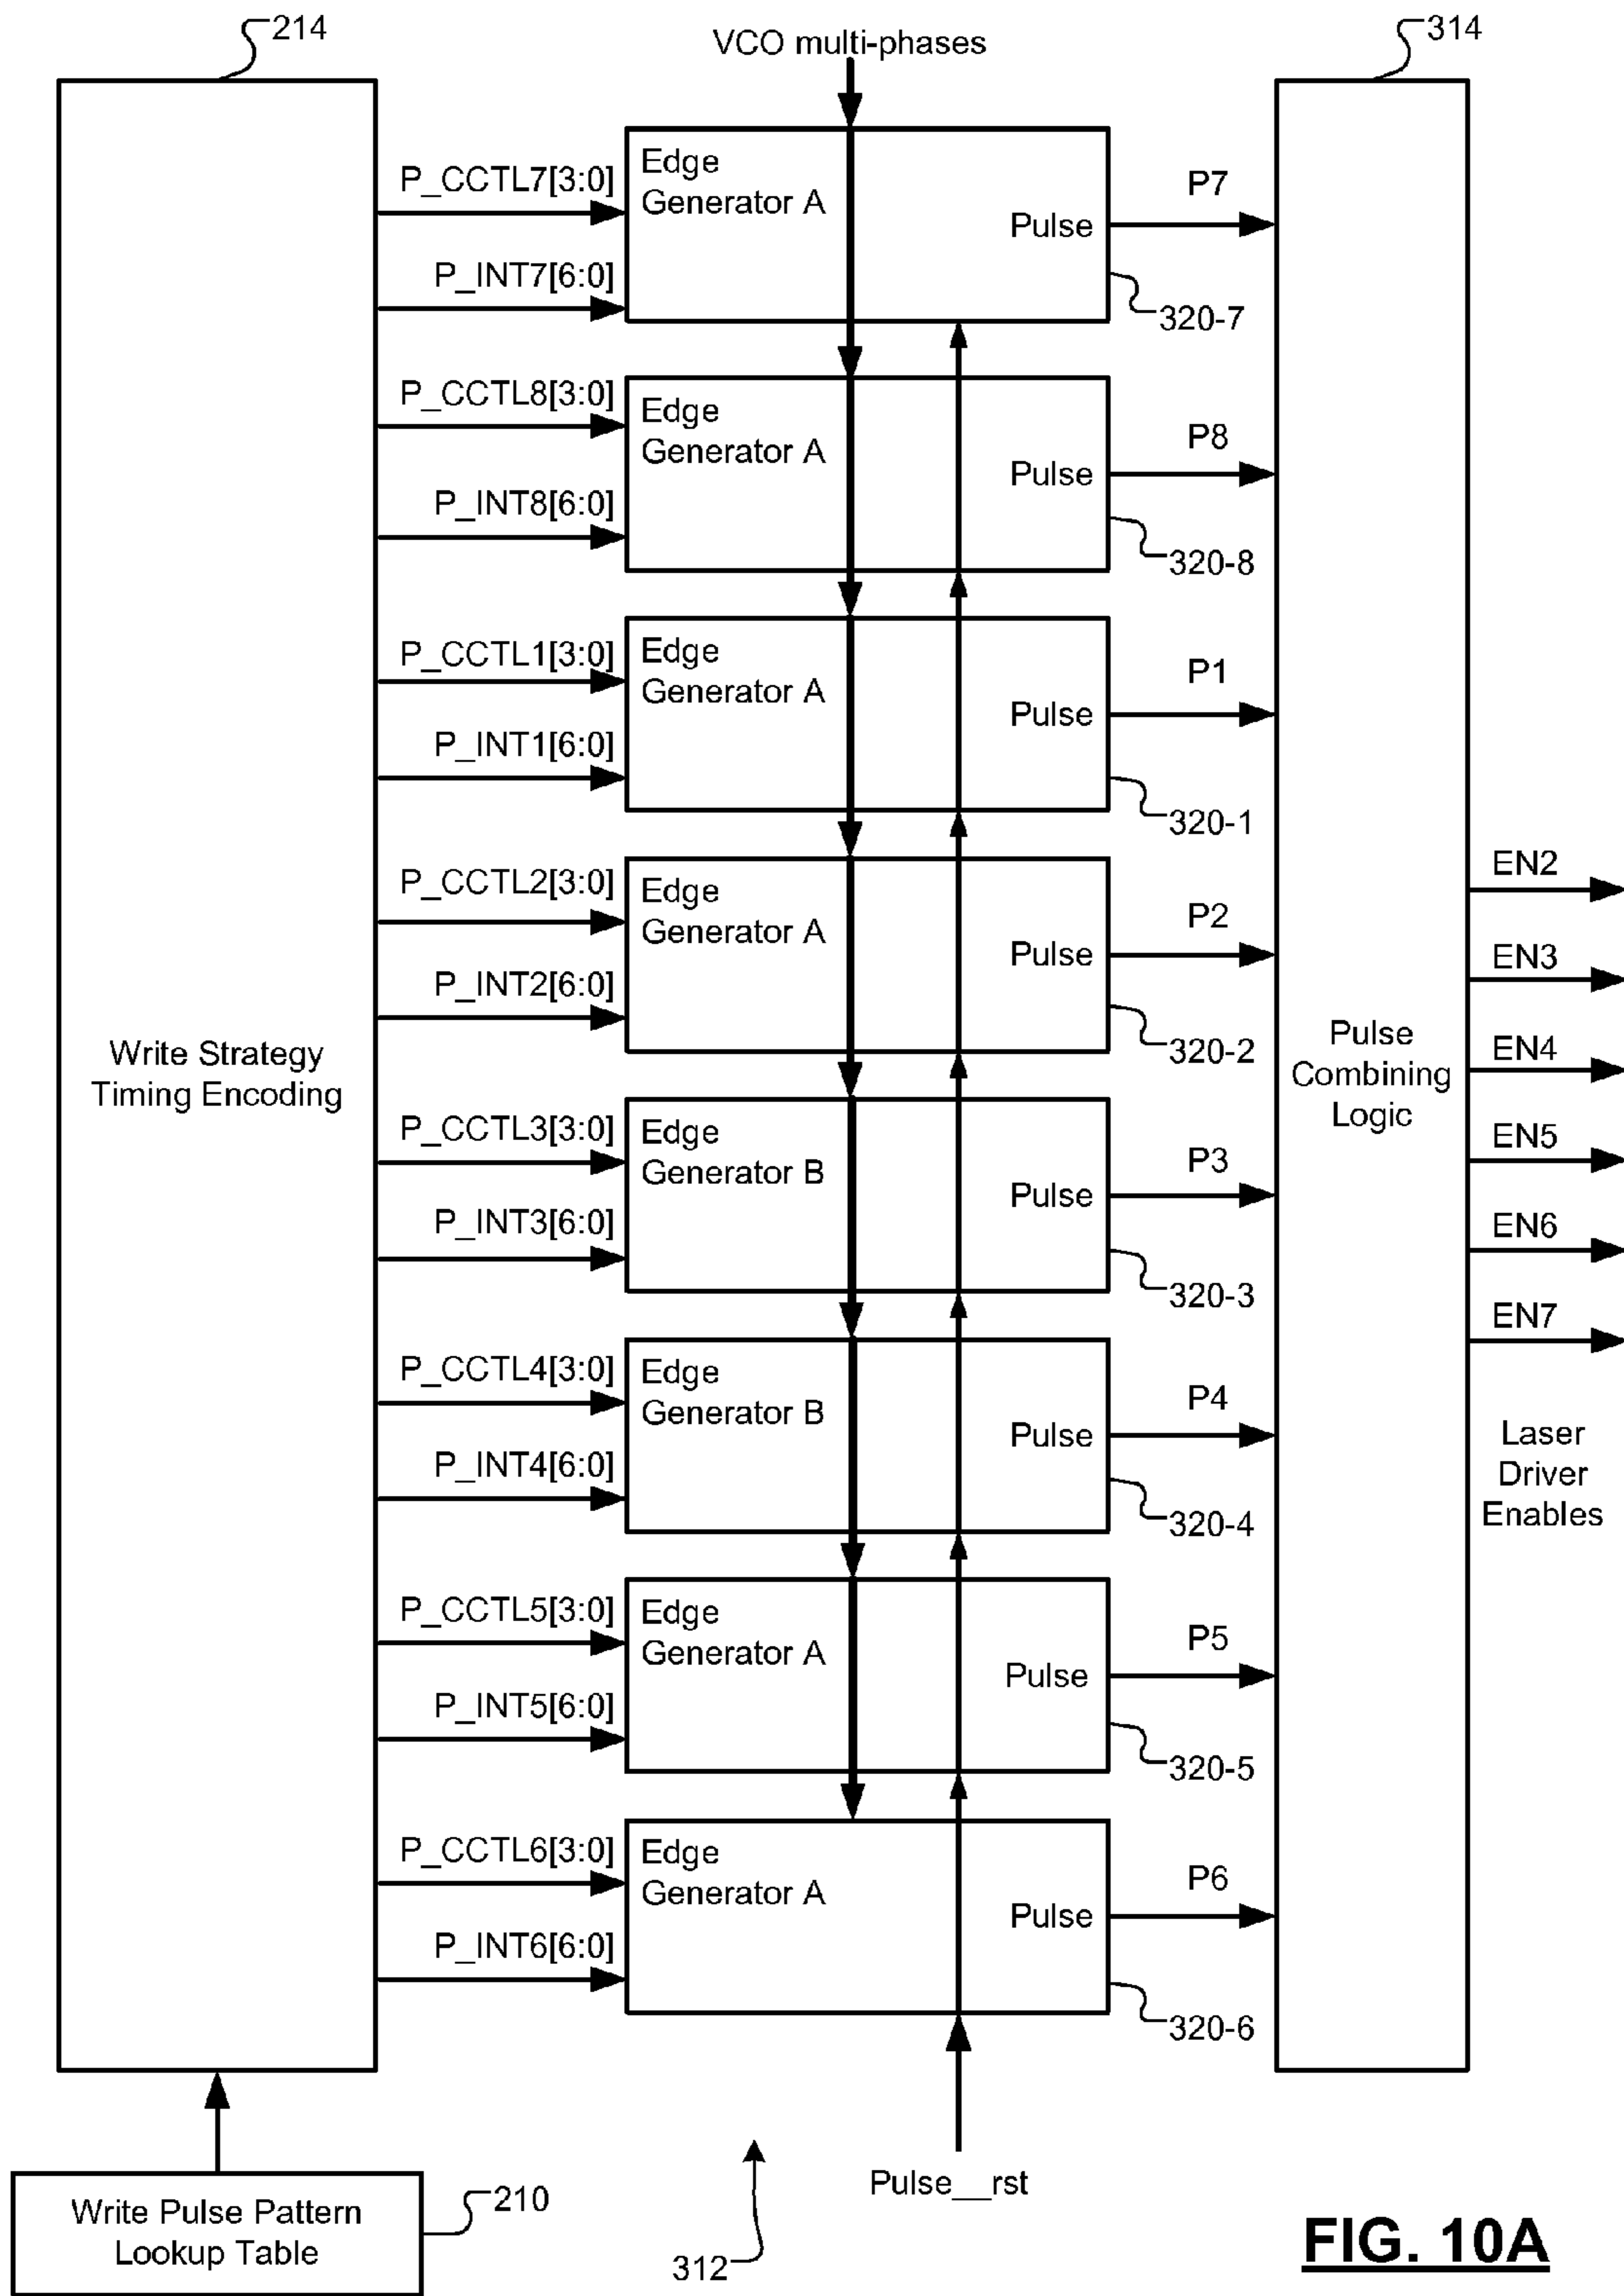 214
VCO multi-phases
314
P_CCTL7[3:0]
P_INT7[6:0]
Edge
Generator A
Pulse
P7
320-7
P_CCTL8[3:0]
P_INT8[6:0]
Edge
Generator A
Pulse
P8
320-8
P_CCTL1[3:0]
P_INT1[6:0]
Edge
Generator A
Pulse
P1
320-1
P_CCTL2[3:0]
P_INT2[6:0]
Edge
Generator A
Pulse
P2
320-2
Write Strategy
Timing Encoding
P_CCTL3[3:0]
P_INT3[6:0]
Edge
Generator B
Pulse
P3
320-3
P_CCTL4[3:0]
P_INT4[6:0]
Edge
Generator B
Pulse
P4
320-4
P_CCTL5[3:0]
P_INT5[6:0]
Edge
Generator A
Pulse
P5
320-5
P_CCTL6[3:0]
P_INT6[6:0]
Edge
Generator A
Pulse
P6
320-6
Pulse
Combining
Logic
EN2
EN3
EN4
EN5
EN6
EN7
Laser
Driver
Enables
Write Pulse Pattern
Lookup Table
210
312
Pulse__rst
FIG. 10A